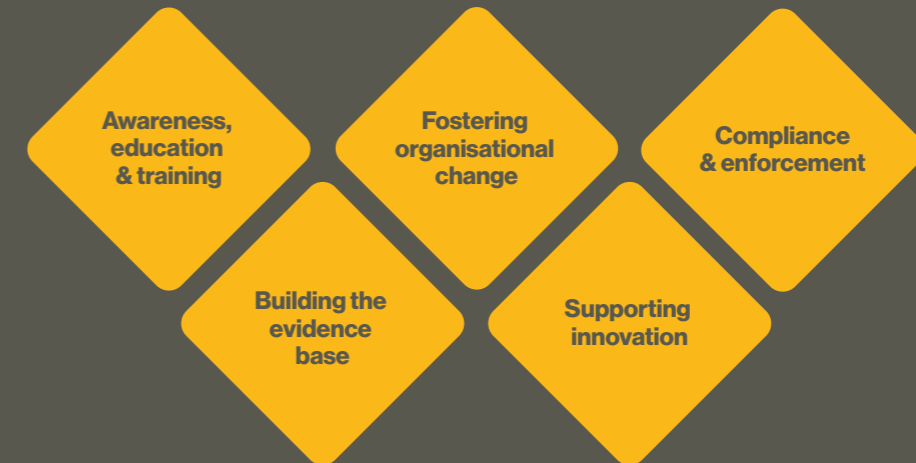 Awareness,
education
& training
Fostering
organisational
change
Compliance
& enforcement
Building the
evidence
base
Supporting
innovation